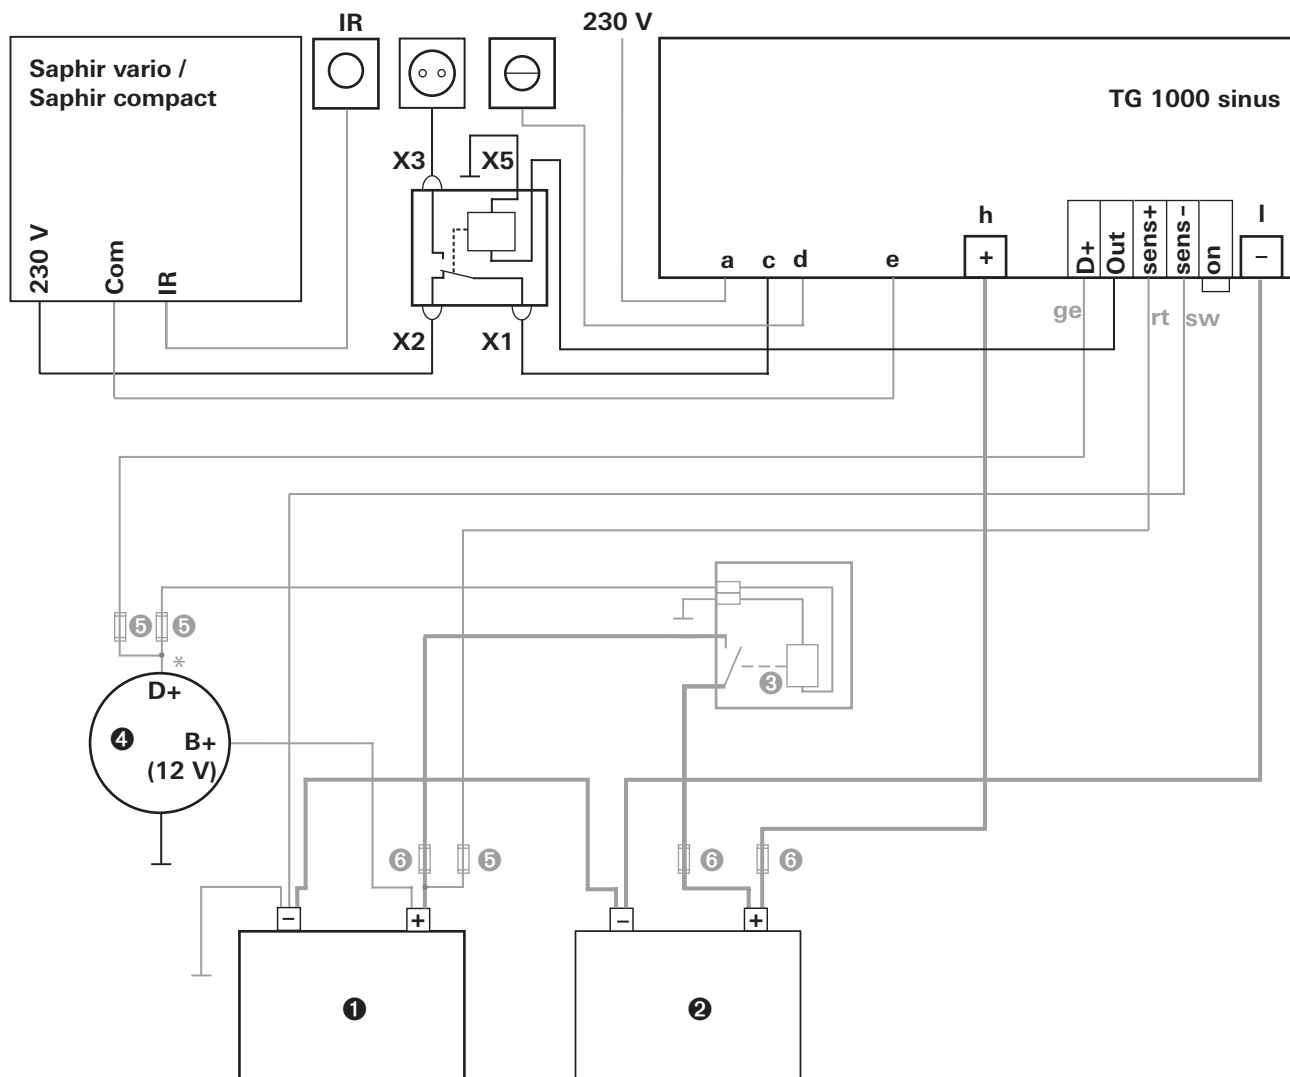 IR
230 V
Saphir vario /
Saphir compact
TG 1000 sinus
X3
X5
h
l
+
–
D+
Out
sens+
sens–
on
230 V
Com
IR
a
c
d
e
X2
X1
ge
rt
sw
5
5
*
3
D+
4
B+
(12 V)
6
5
6
6
–
+
–
+
1
2